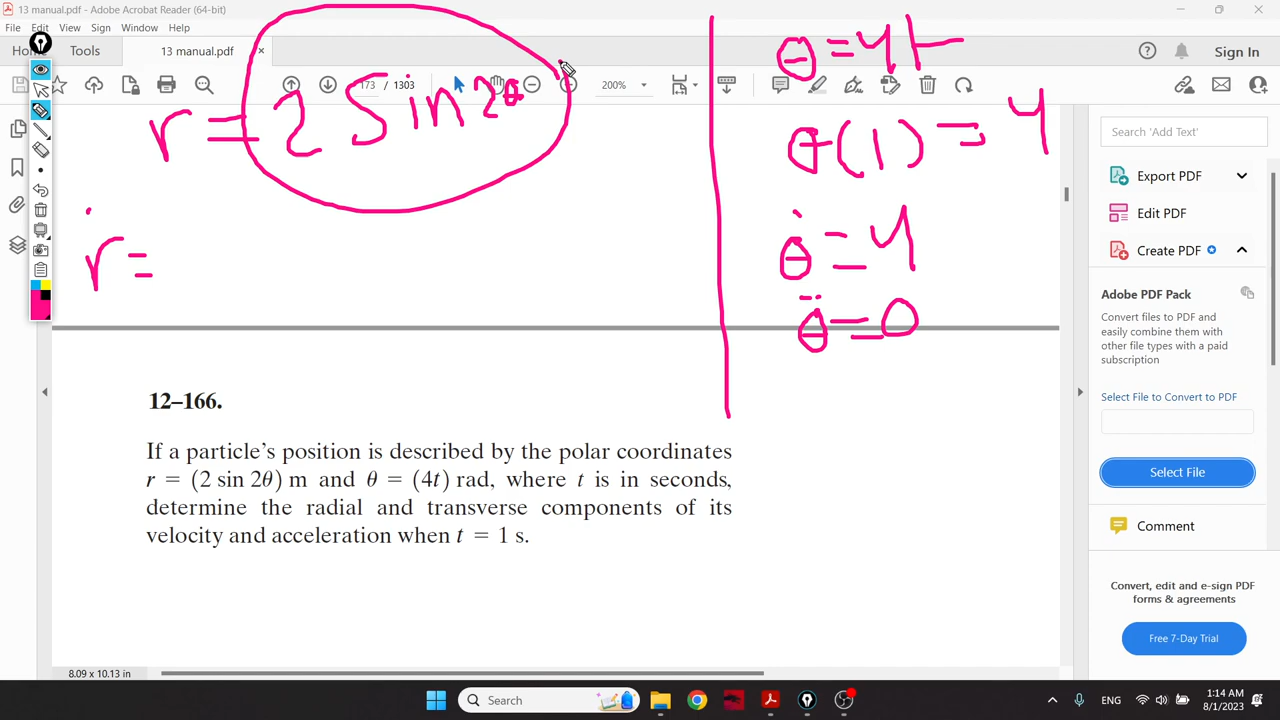 13 manual.pdf - Adobe Acrobat Reader (64-bit)
File Edit View Sign Window Help
Home Tools 13 manual.pdf × Sign In
173 / 1303 200%
r = 2 Sin2θ
ṙ =
θ = 4t
θ(1) = 4
θ̇ = 4
θ̈ = 0
12–166.
If a particle's position is described by the polar coordinates
r = (2 sin 2θ) m and θ = (4t) rad, where t is in seconds,
determine the radial and transverse components of its
velocity and acceleration when t = 1 s.
8.09 x 10.13 in
Search 'Add Text'
Export PDF
Edit PDF
Create PDF
Adobe PDF Pack
Convert files to PDF and
easily combine them with
other file types with a paid
subscription
Select File to Convert to PDF
Select File
Comment
Convert, edit and e-sign PDF
forms & agreements
Free 7-Day Trial
Search
ENG
1:14 AM
8/1/2023